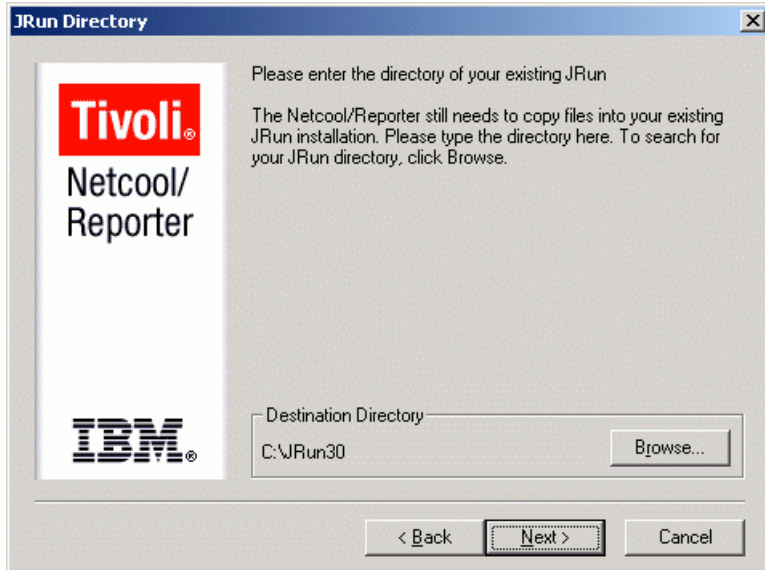 JRun Directory
Tivoli®
Netcool/
Reporter
IBM®
Please enter the directory of your existing JRun
The Netcool/Reporter still needs to copy files into your existing
JRun installation. Please type the directory here. To search for
your JRun directory, click Browse.
Destination Directory
C:\JRun30
Browse...
< Back
Next >
Cancel